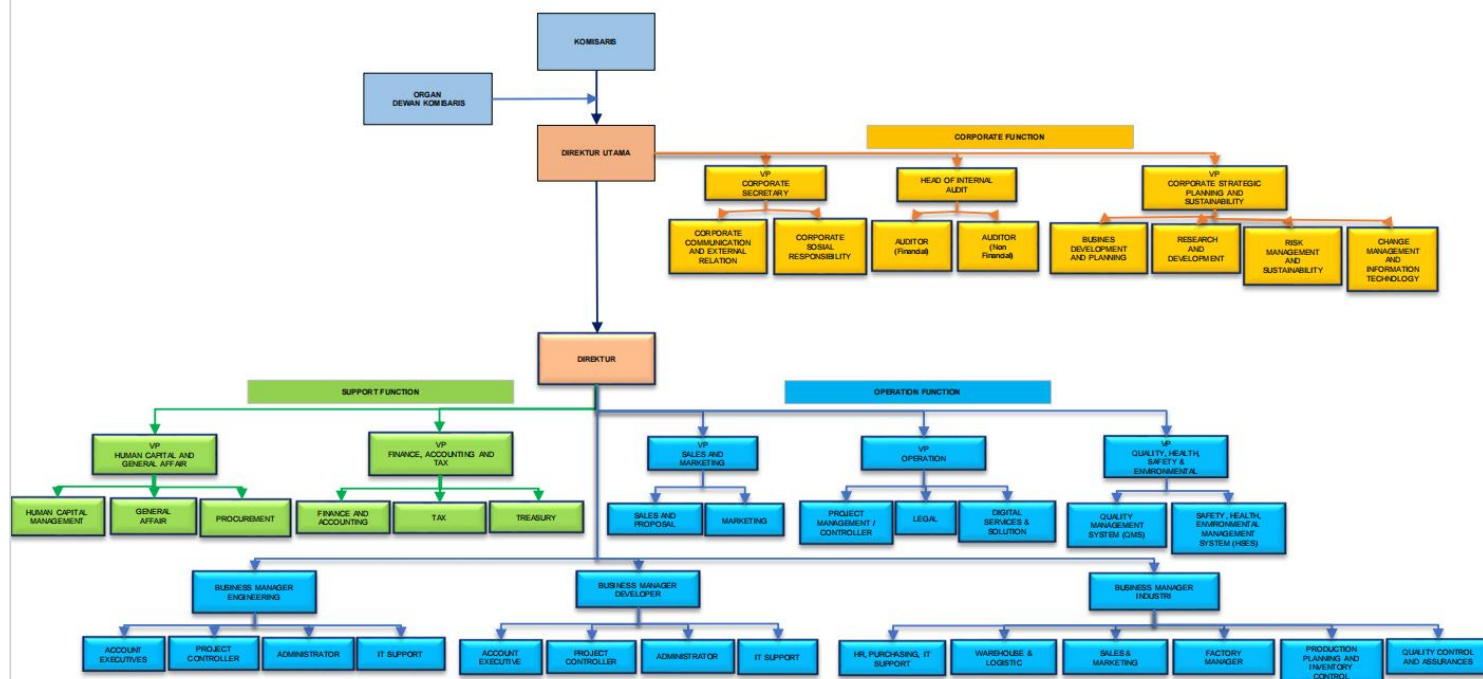 KOMISARIS
ORGAN
DEWAN KOMISARIS
DIREKTUR UTAMA
CORPORATE FUNCTION
VP
CORPORATE
SECRETARY
HEAD OF INTERNAL
AUDIT
VP
CORPORATE STRATEGIC
PLANNING AND
SUSTAINABILITY
CORPORATE
COMMUNICATION
AND EXTERNAL
RELATION
CORPORATE
SOSIAL
RESPONSIBILITY
AUDITOR
(Financial)
AUDITOR
(Non
Financial)
BUSINES
DEVELOPMENT
AND PLANNING
RESEARCH
AND
DEVELOPMENT
RISK
MANAGEMENT
AND
SUSTAINABILITY
CHANGE
MANAGEMENT
AND
INFORMATION
TECHNOLOGY
DIREKTUR
SUPPORT FUNCTION
OPERATION FUNCTION
VP
HUMAN CAPITAL AND
GENERAL AFFAIR
VP
FINANCE, ACCOUNTING AND
TAX
VP
SALES AND
MARKETING
VP
OPERATION
VP
QUALITY, HEALTH,
SAFETY &
ENVIRONMENTAL
HUMAN CAPITAL
MANAGEMENT
GENERAL
AFFAIR
PROCUREMENT
FINANCE AND
ACCOUNTING
TAX
TREASURY
SALES AND
PROPOSAL
MARKETING
PROJECT
MANAGEMENT /
CONTROLLER
LEGAL
DIGITAL
SERVICES &
SOLUTION
QUALITY
MANAGEMENT
SYSTEM (QMS)
SAFETY, HEALTH,
ENVIRONMENTAL
MANAGEMENT
SYSTEM (HSES)
BUSINESS MANAGER
ENGINEERING
BUSINESS MANAGER
DEVELOPER
BUSINESS MANAGER
INDUSTRI
ACCOUNT
EXECUTIVES
PROJECT
CONTROLLER
ADMINISTRATOR
IT SUPPORT
ACCOUNT
EXECUTIVE
PROJECT
CONTROLLER
ADMINISTRATOR
IT SUPPORT
HR, PURCHASING, IT
SUPPORT
WAREHOUSE &
LOGISTIC
SALES &
MARKETING
FACTORY
MANAGER
PRODUCTION
PLANNING AND
INVENTORY
CONTROL
QUALITY CONTROL
AND ASSURANCES